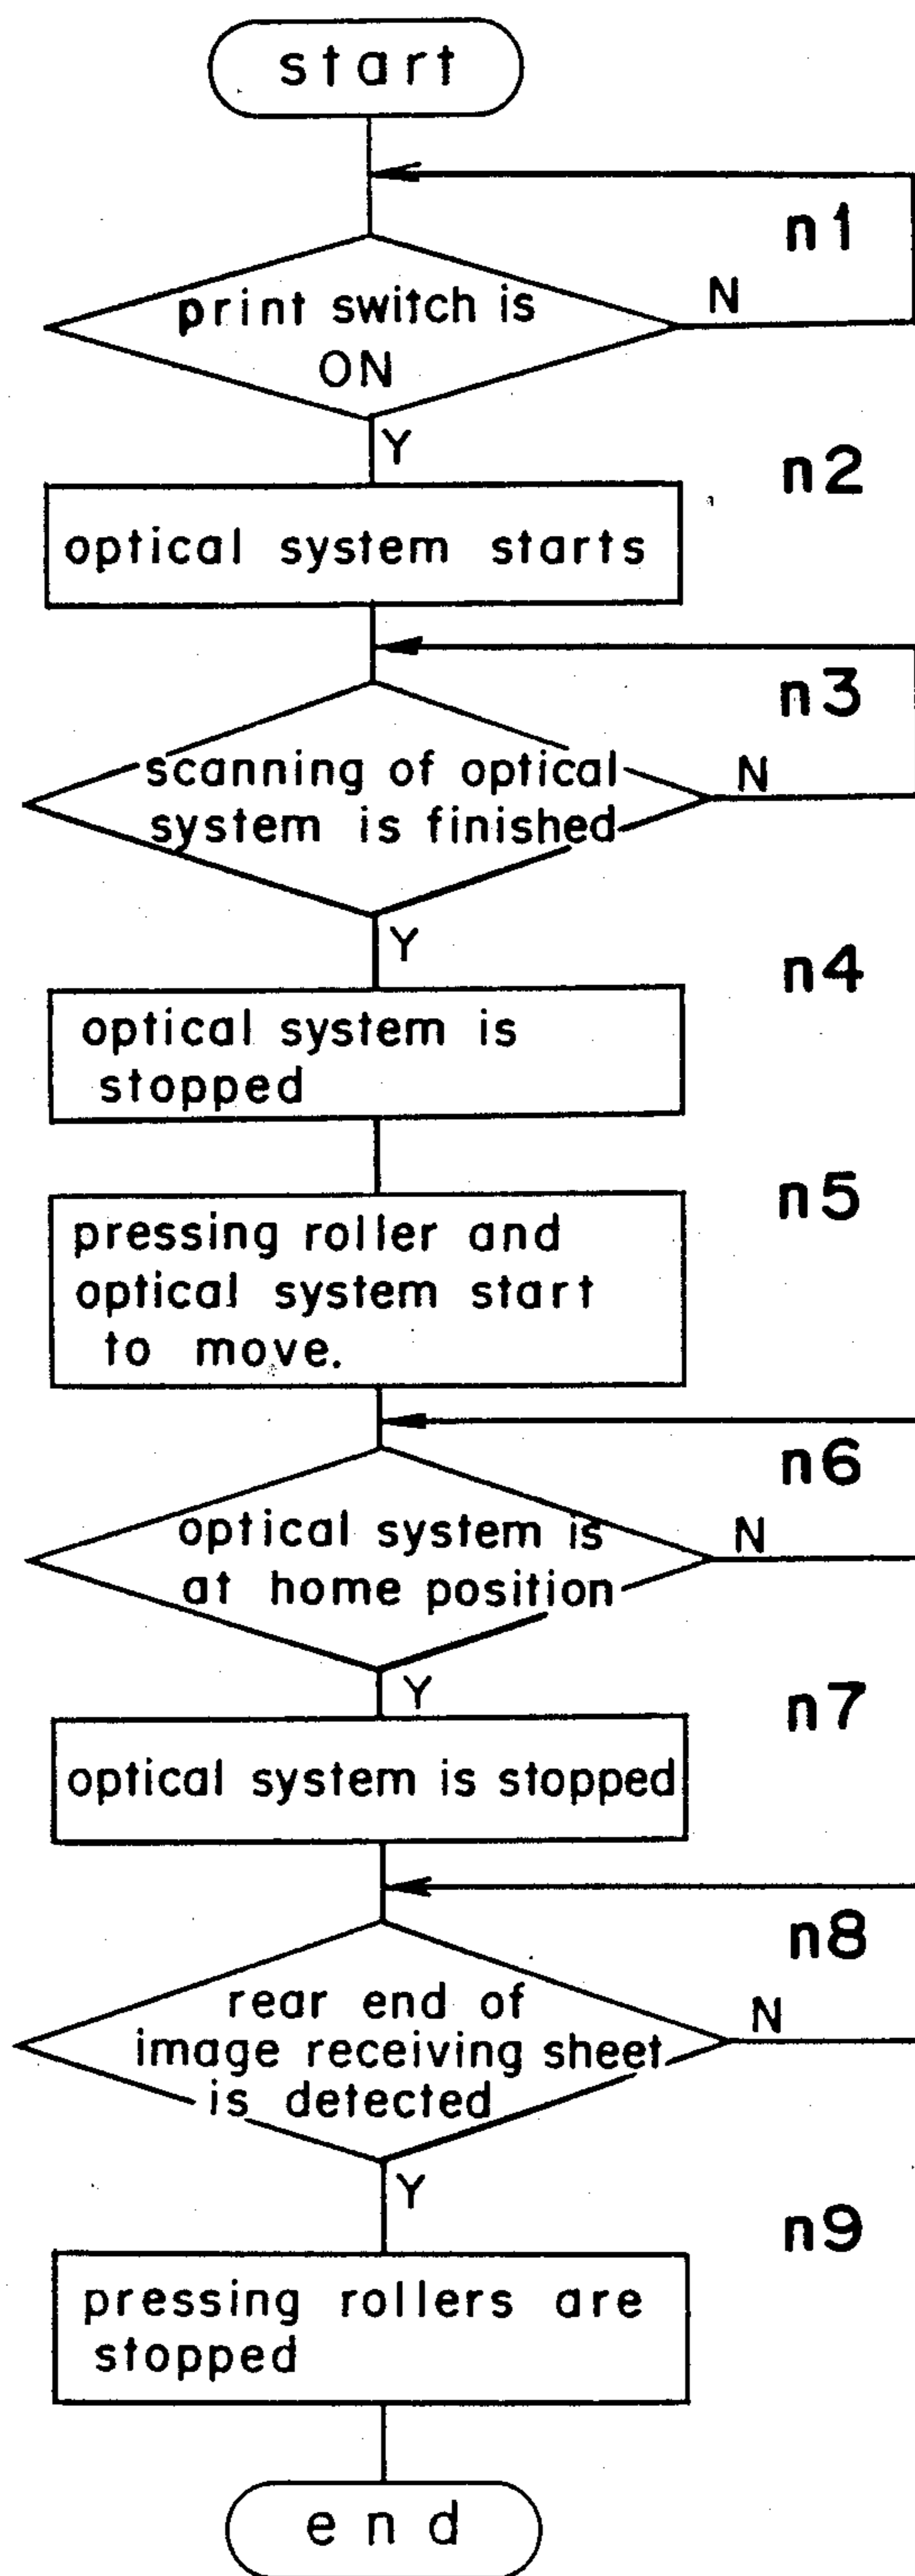 start
n1
print switch is
N
ON
Y
n2
optical system starts
n3
scanning of optical
N
system is finished
Y
n4
optical system is
stopped
n5
pressing roller and
optical system start
to move.
n6
optical system is
N
at home position
Y
n7
optical system is stopped
n8
rear end of
N
image receiving sheet
is detected
Y
n9
pressing rollers are
stopped
end